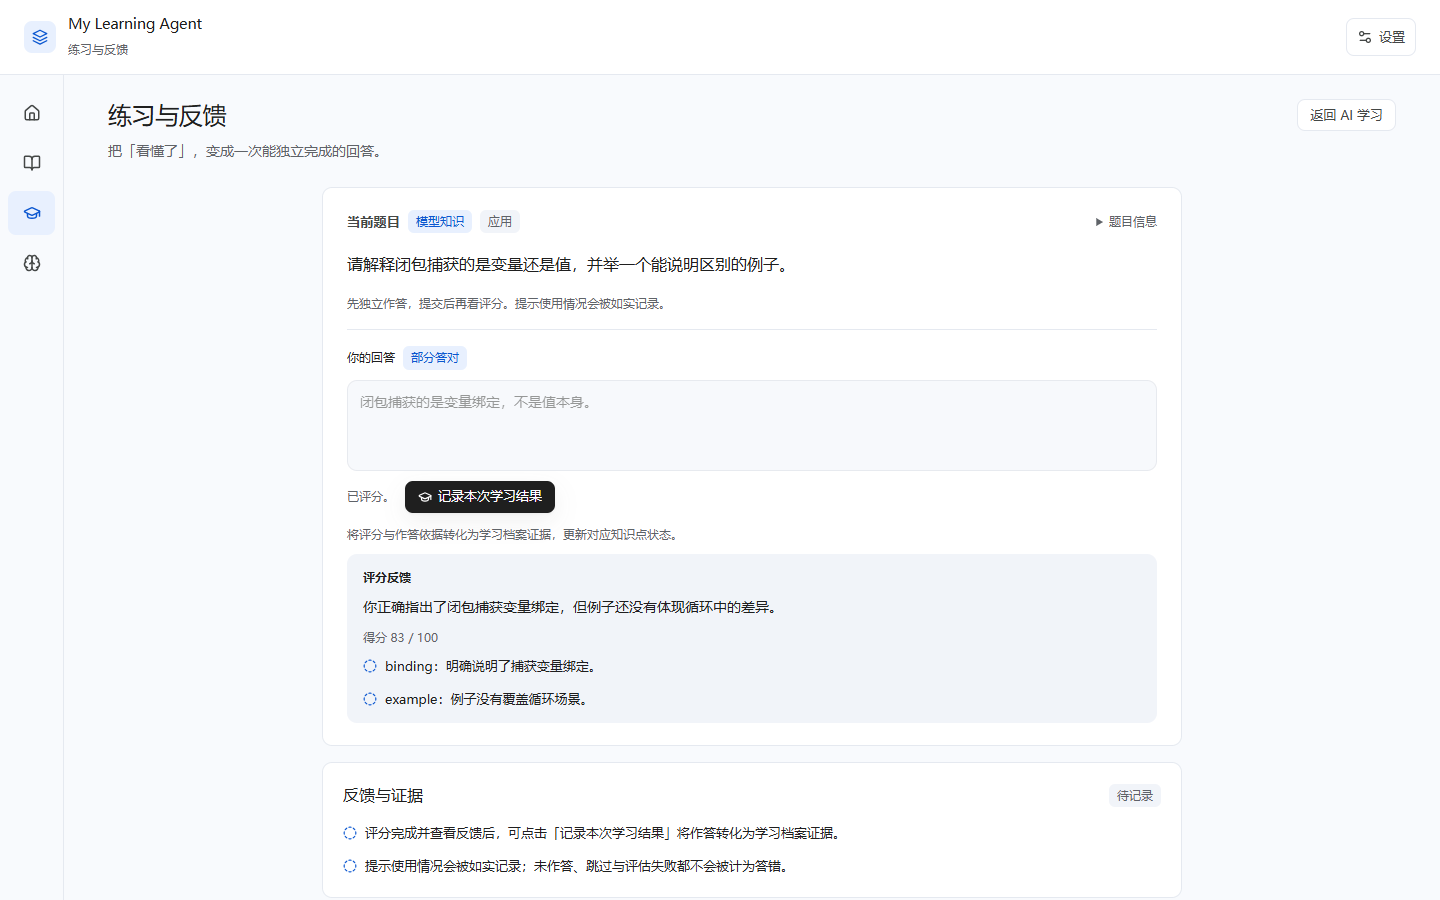 My Learning Agent
练习与反馈
设置
练习与反馈
返回 AI 学习
把「看懂了」，变成一次能独立完成的回答。
当前题目 模型知识 应用
▶ 题目信息
请解释闭包捕获的是变量还是值，并举一个能说明区别的例子。
先独立作答，提交后再看评分。提示使用情况会被如实记录。
你的回答 部分答对
闭包捕获的是变量绑定，不是值本身。
已评分。 记录本次学习结果
将评分与作答依据转化为学习档案证据，更新对应知识点状态。
评分反馈
你正确指出了闭包捕获变量绑定，但例子还没有体现循环中的差异。
得分 83 / 100
binding：明确说明了捕获变量绑定。
example：例子没有覆盖循环场景。
反馈与证据
待记录
评分完成并查看反馈后，可点击「记录本次学习结果」将作答转化为学习档案证据。
提示使用情况会被如实记录；未作答、跳过与评估失败都不会被计为答错。